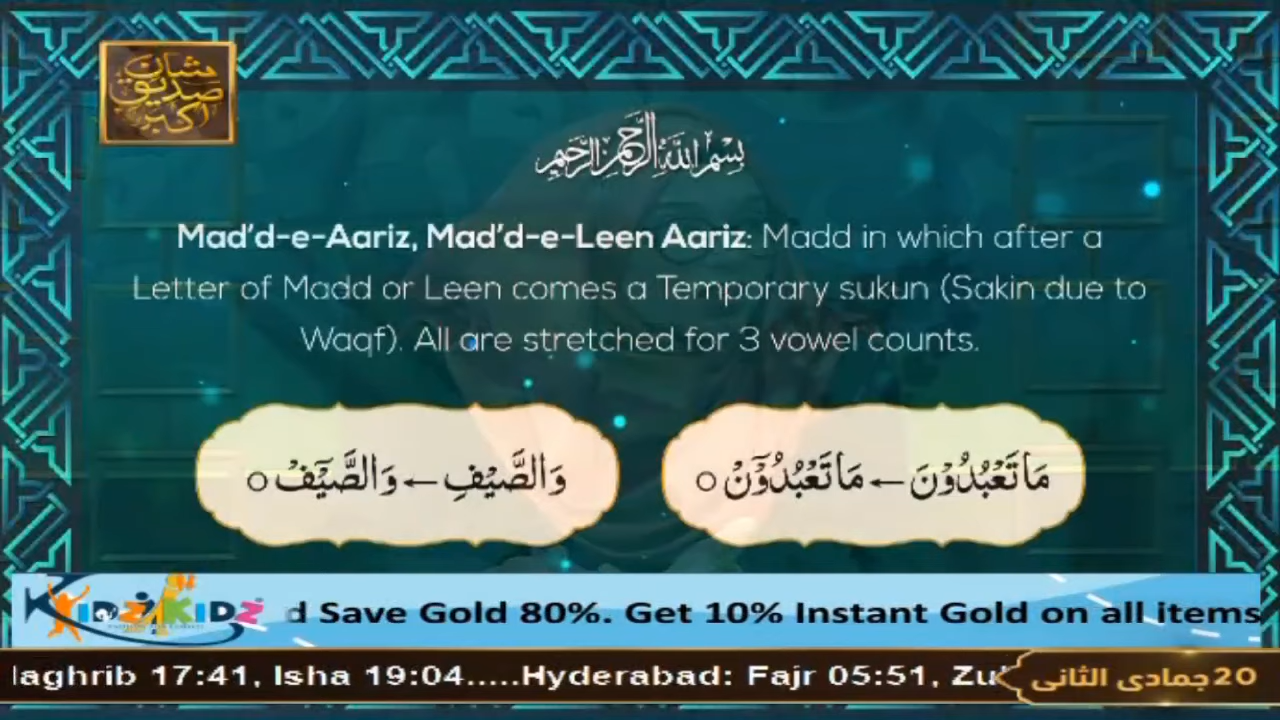 شان
صدیق
اکبر
بسم الله الرحمن الرحيم
Mad'd-e-Aariz, Mad'd-e-Leen Aariz: Madd in which after a
Letter of Madd or Leen comes a Temporary sukun (Sakin due to
Waqf). All are stretched for 3 vowel counts.
مَا تَعْبُدُوْنَ ← مَا تَعْبُدُوْٓنْ ○
وَالصَّيْفِ ← وَالصَّيْٓفْ ○
KIDZ4KIDZ
d Save Gold 80%. Get 10% Instant Gold on all items
laghrib 17:41, Isha 19:04.....Hyderabad: Fajr 05:51, Zu
20 جمادی الثانی